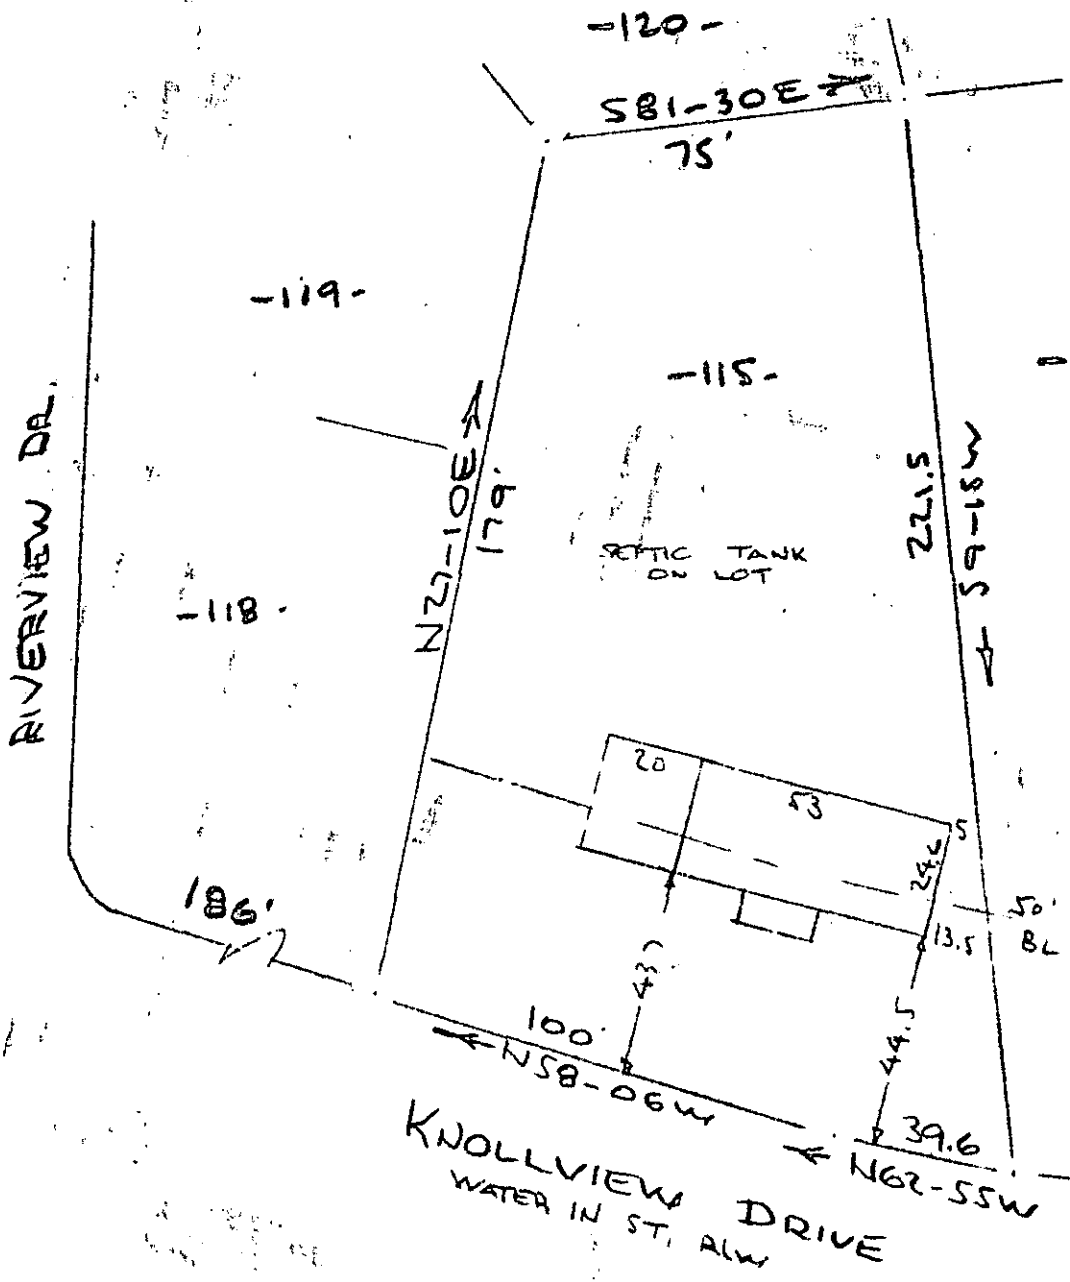 -120-
S81-30E
75'
-119-
-115-
RIVERVIEW DR.
N27-10E
179.
221.5
S9-15W
SEPTIC TANK
ON LOT
-118-
20
53
5
24.6
50'
BL
13.5
186'
43.7
44.5
100'
N58-06W
39.6
N62-55W
KNOLLVIEW DRIVE
WATER IN ST.